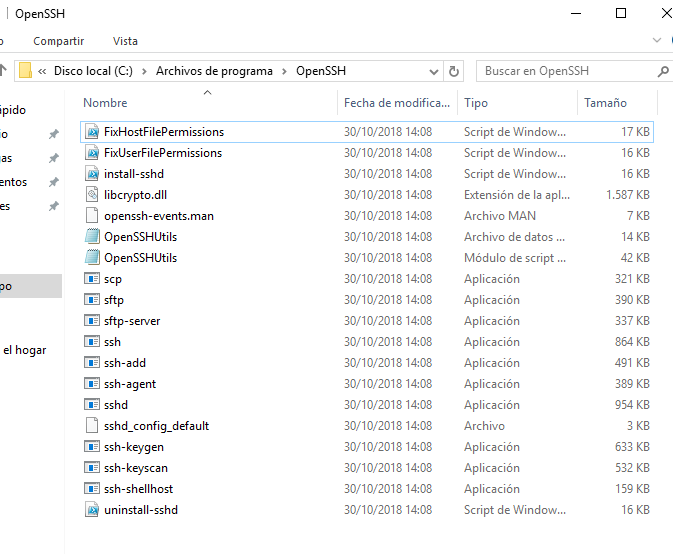 OpenSSH
Compartir Vista
« Disco local (C:) > Archivos de programa > OpenSSH Buscar en OpenSSH
Nombre Fecha de modifica... Tipo Tamaño
FixHostFilePermissions 30/10/2018 14:08 Script de Window... 17 KB
FixUserFilePermissions 30/10/2018 14:08 Script de Window... 16 KB
install-sshd 30/10/2018 14:08 Script de Window... 16 KB
libcrypto.dll 30/10/2018 14:08 Extensión de la apl... 1.587 KB
openssh-events.man 30/10/2018 14:08 Archivo MAN 7 KB
OpenSSHUtils 30/10/2018 14:08 Archivo de datos ... 14 KB
OpenSSHUtils 30/10/2018 14:08 Módulo de script ... 42 KB
scp 30/10/2018 14:08 Aplicación 321 KB
sftp 30/10/2018 14:08 Aplicación 390 KB
sftp-server 30/10/2018 14:08 Aplicación 337 KB
ssh 30/10/2018 14:08 Aplicación 864 KB
ssh-add 30/10/2018 14:08 Aplicación 491 KB
ssh-agent 30/10/2018 14:08 Aplicación 389 KB
sshd 30/10/2018 14:08 Aplicación 954 KB
sshd_config_default 30/10/2018 14:08 Archivo 3 KB
ssh-keygen 30/10/2018 14:08 Aplicación 633 KB
ssh-keyscan 30/10/2018 14:08 Aplicación 532 KB
ssh-shellhost 30/10/2018 14:08 Aplicación 159 KB
uninstall-sshd 30/10/2018 14:08 Script de Window... 16 KB
el hogar